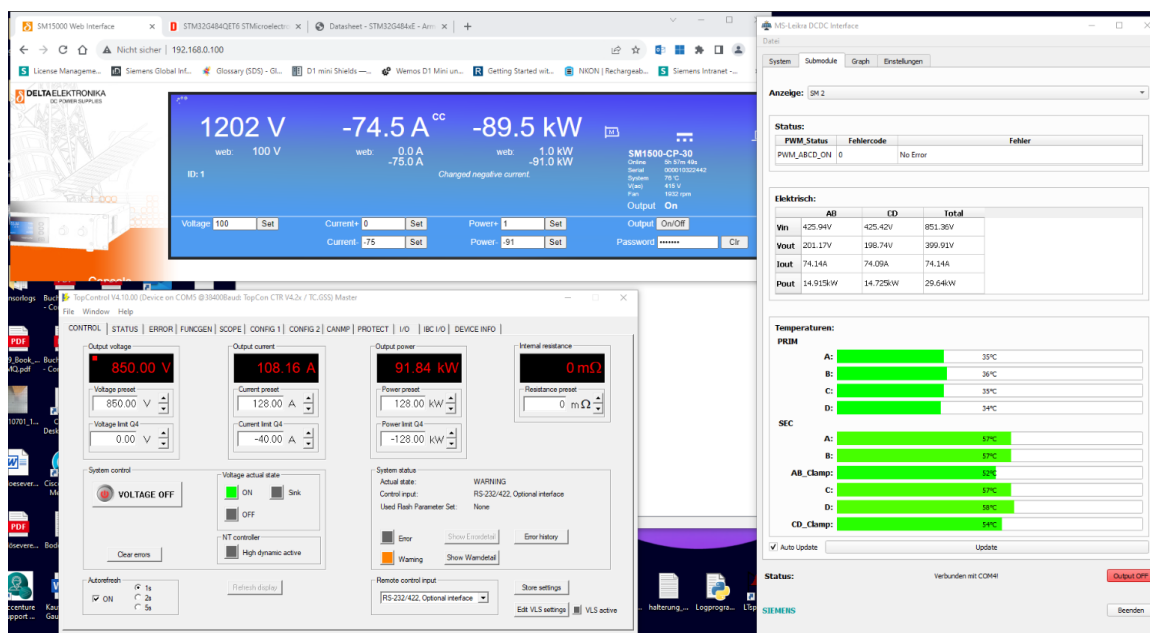 SM15000 Web Interface
STM32G484QET6 STMicroelectro
Datasheet - STM32G484xE - Arm
Nicht sicher | 192.168.0.100
License Manageme...
Siemens Global Inf...
Glossary (SDS) - Gl...
D1 mini Shields —...
Wemos D1 Mini un...
Getting Started wit...
NKON | Rechargeab...
Siemens Intranet -...
DELTA ELEKTRONIKA
DC POWER SUPPLIES
1202 V -74.5 A CC -89.5 kW
web: 100 V web: 0.0 A web: 1.0 kW
-75.0 A -91.0 kW
ID: 1 Changed negative current.
M
SM1500-CP-30
Online 5h 57m 49s
Serial 000010322442
System 76 °C
V(ac) 415 V
Fan 1932 rpm
Output On
Voltage 100 Set Current+ 0 Set Power+ 1 Set Output On/Off
Current- -75 Set Power- -91 Set Password ••••••• Clr
Console
TopControl V4.10.00 (Device on COM5 @38400Baud: TopCon CTR V4.2x / TC.GSS) Master
File Window Help
CONTROL STATUS ERROR FUNCGEN SCOPE CONFIG 1 CONFIG 2 CANMP PROTECT I/O IBC I/O DEVICE INFO
Output voltage Output current Output power Internal resistance
850.00 V 108.16 A 91.84 kW 0 mΩ
Voltage preset Current preset Power preset Resistance preset
850.00 V 128.00 A 128.00 kW 0 mΩ
Voltage limit Q4 Current limit Q4 Power limit Q4
0.00 V -40.00 A -128.00 kW
System control
VOLTAGE OFF
Clear errors
Voltage actual state
ON Sink
OFF
NT controller
High dynamic active
System status
Actual state: WARNING
Control input: RS-232/422, Optional interface
Used Flash Parameter Set: None
Error Show Errordetail Error history
Warning Show Warndetail
Autorefresh
ON 1s
2s
5s
Refresh display
Remote control input
RS-232/422, Optional interface
Store settings
Edit VLS settings VLS active
halterung_... Logprogra...
MS-Leikra DCDC Interface
Datei
System Submodule Graph Einstellungen
Anzeige: SM 2
Status:
PWM_Status Fehlercode Fehler
PWM_ABCD_ON 0 No Error
Elektrisch:
AB CD Total
Vin 425.94V 425.42V 851.36V
Vout 201.17V 198.74V 399.91V
Iout 74.14A 74.09A 74.14A
Pout 14.915kW 14.725kW 29.64kW
Temperaturen:
PRIM
A: 35°C
B: 36°C
C: 35°C
D: 34°C
SEC
A: 57°C
B: 57°C
AB_Clamp: 52°C
C: 57°C
D: 58°C
CD_Clamp: 54°C
Auto Update Update
Status: Verbunden mit COM4! Output OFF
SIEMENS Beenden